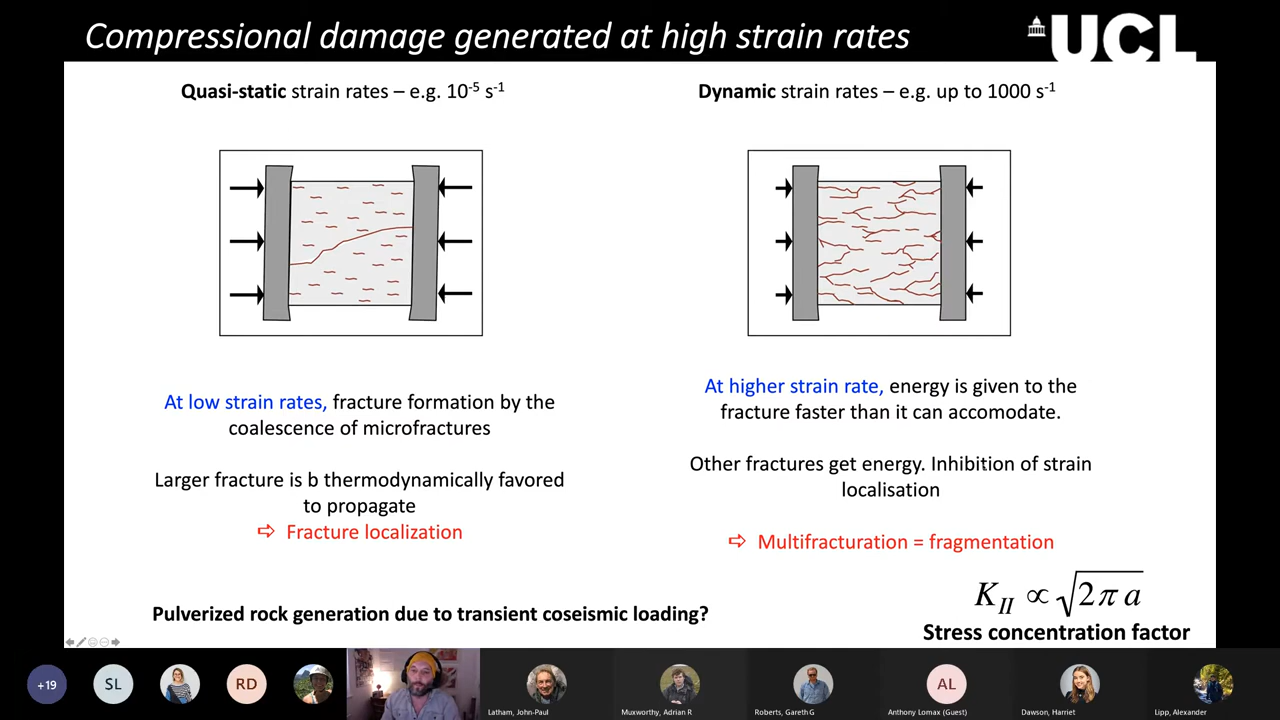 Compressional damage generated at high strain rates
UCL
Quasi-static strain rates – e.g. 10-5 s-1
Dynamic strain rates – e.g. up to 1000 s-1
At low strain rates, fracture formation by the
coalescence of microfractures
Larger fracture is b thermodynamically favored
to propagate
⇨ Fracture localization
At higher strain rate, energy is given to the
fracture faster than it can accomodate.
Other fractures get energy. Inhibition of strain
localisation
⇨ Multifracturation = fragmentation
K_II ∝ √2πa
Stress concentration factor
Pulverized rock generation due to transient coseismic loading?
+19
SL
RD
AL
Latham, John-Paul
Muxworthy, Adrian R
Roberts, Gareth G
Anthony Lomax (Guest)
Dawson, Harriet
Lipp, Alexander